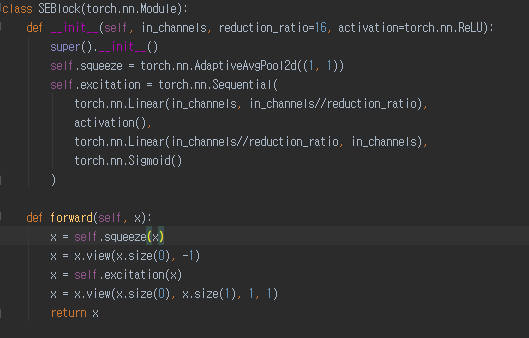 class SEBlock(torch.nn.Module):
    def __init__(self, in_channels, reduction_ratio=16, activation=torch.nn.ReLU):
        super().__init__()
        self.squeeze = torch.nn.AdaptiveAvgPool2d((1, 1))
        self.excitation = torch.nn.Sequential(
            torch.nn.Linear(in_channels, in_channels//reduction_ratio),
            activation(),
            torch.nn.Linear(in_channels//reduction_ratio, in_channels),
            torch.nn.Sigmoid()
        )
    def forward(self, x):
        x = self.squeeze(x)
        x = x.view(x.size(0), -1)
        x = self.excitation(x)
        x = x.view(x.size(0), x.size(1), 1, 1)
        return x